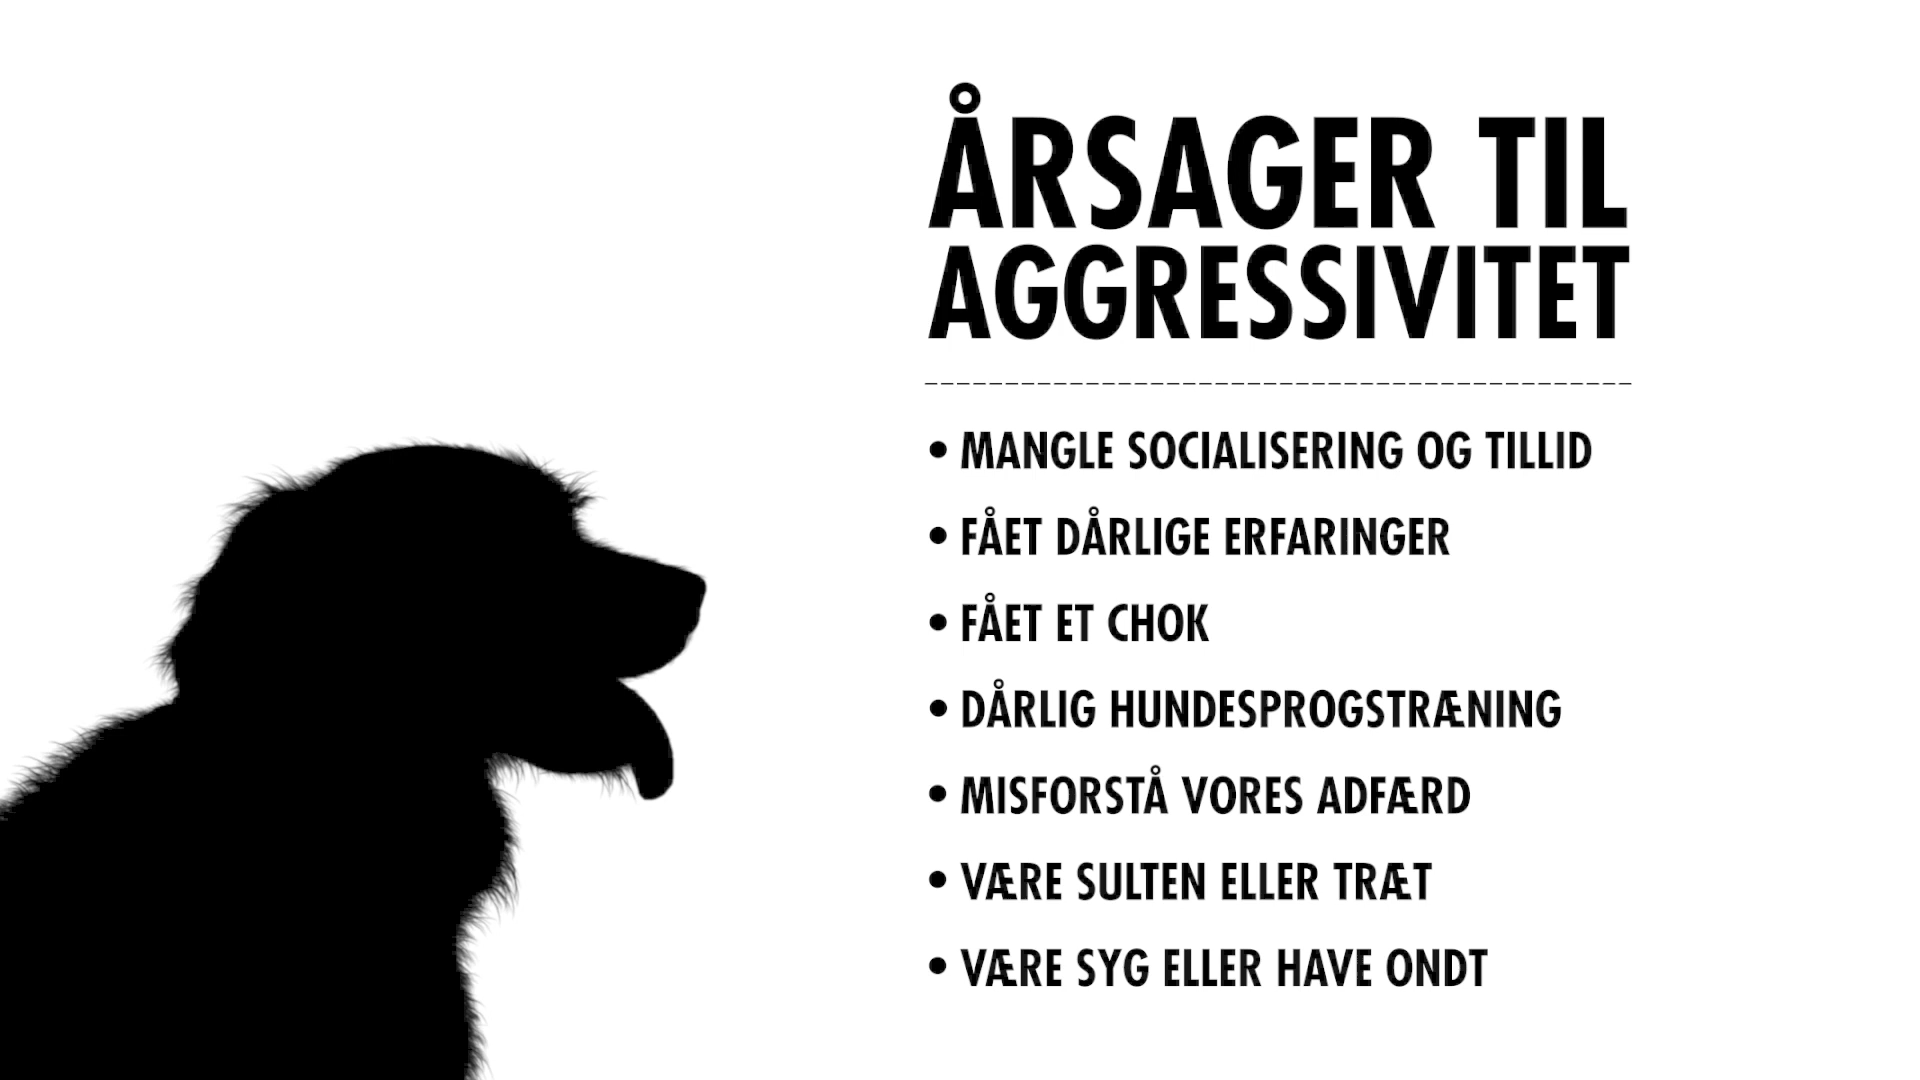 ÅRSAGER TIL
AGGRESSIVITET
• MANGLE SOCIALISERING OG TILLID
• FÅET DÅRLIGE ERFARINGER
• FÅET ET CHOK
• DÅRLIG HUNDESPROGSTRÆNING
• MISFORSTÅ VORES ADFÆRD
• VÆRE SULTEN ELLER TRÆT
• VÆRE SYG ELLER HAVE ONDT